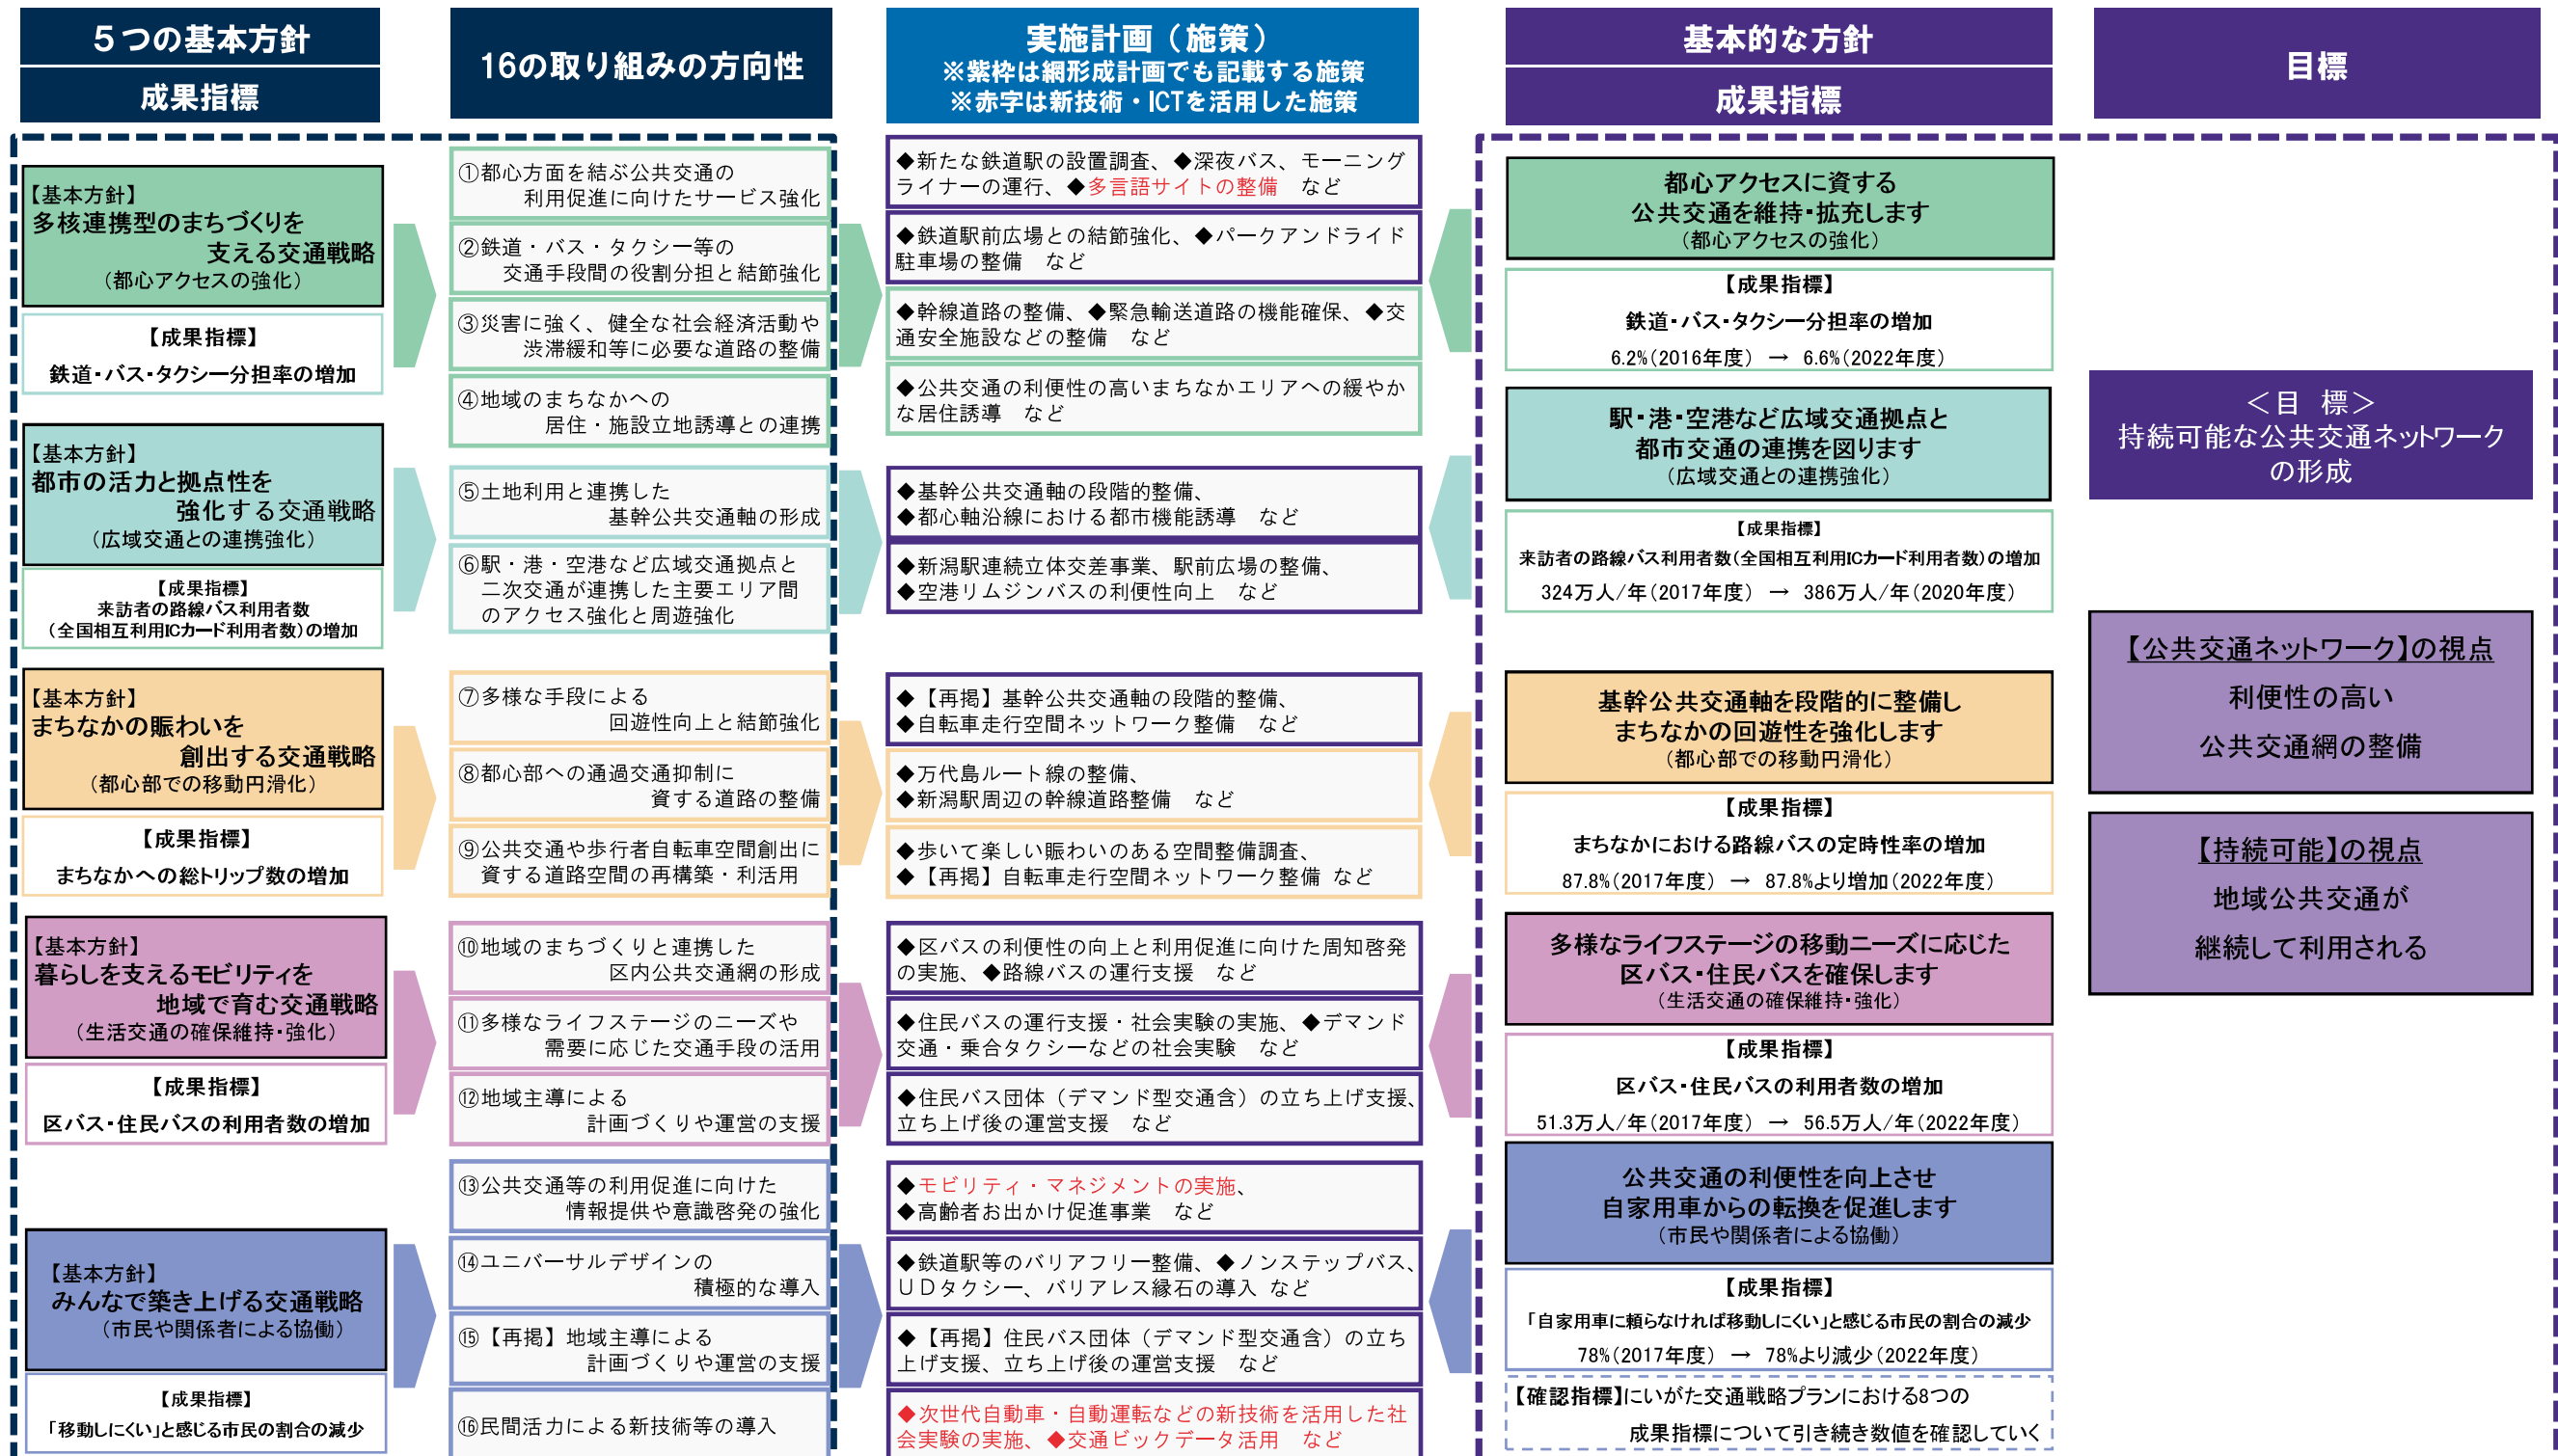 ５つの基本方針
成果指標
16の取り組みの方向性
実施計画（施策）
※紫枠は網形成計画でも記載する施策
※赤字は新技術・ICTを活用した施策
基本的な方針
成果指標
目標
【基本方針】
多核連携型のまちづくりを
支える交通戦略
（都心アクセスの強化）
【成果指標】
鉄道・バス・タクシー分担率の増加
【基本方針】
都市の活力と拠点性を
強化する交通戦略
（広域交通との連携強化）
【成果指標】
来訪者の路線バス利用者数
（全国相互利用ICカード利用者数）の増加
【基本方針】
まちなかの賑わいを
創出する交通戦略
（都心部での移動円滑化）
【成果指標】
まちなかへの総トリップ数の増加
【基本方針】
暮らしを支えるモビリティを
地域で育む交通戦略
（生活交通の確保維持・強化）
【成果指標】
区バス・住民バスの利用者数の増加
【基本方針】
みんなで築き上げる交通戦略
（市民や関係者による協働）
【成果指標】
「移動しにくい」と感じる市民の割合の減少
①都心方面を結ぶ公共交通の
利用促進に向けたサービス強化
②鉄道・バス・タクシー等の
交通手段間の役割分担と結節強化
③災害に強く、健全な社会経済活動や
渋滞緩和等に必要な道路の整備
④地域のまちなかへの
居住・施設立地誘導との連携
⑤土地利用と連携した
基幹公共交通軸の形成
⑥駅・港・空港など広域交通拠点と
二次交通が連携した主要エリア間
のアクセス強化と周遊強化
⑦多様な手段による
回遊性向上と結節強化
⑧都心部への通過交通抑制に
資する道路の整備
⑨公共交通や歩行者自転車空間創出に
資する道路空間の再構築・利活用
⑩地域のまちづくりと連携した
区内公共交通網の形成
⑪多様なライフステージのニーズや
需要に応じた交通手段の活用
⑫地域主導による
計画づくりや運営の支援
⑬公共交通等の利用促進に向けた
情報提供や意識啓発の強化
⑭ユニバーサルデザインの
積極的な導入
⑮【再掲】地域主導による
計画づくりや運営の支援
⑯民間活力による新技術等の導入
◆新たな鉄道駅の設置調査、◆深夜バス、モーニング
ライナーの運行、◆多言語サイトの整備　など
◆鉄道駅前広場との結節強化、◆パークアンドライド
駐車場の整備　など
◆幹線道路の整備、◆緊急輸送道路の機能確保、◆交
通安全施設などの整備　など
◆公共交通の利便性の高いまちなかエリアへの緩やか
な居住誘導　など
◆基幹公共交通軸の段階的整備、
◆都心軸沿線における都市機能誘導　など
◆新潟駅連続立体交差事業、駅前広場の整備、
◆空港リムジンバスの利便性向上　など
◆【再掲】基幹公共交通軸の段階的整備、
◆自転車走行空間ネットワーク整備　など
◆万代島ルート線の整備、
◆新潟駅周辺の幹線道路整備　など
◆歩いて楽しい賑わいのある空間整備調査、
◆【再掲】自転車走行空間ネットワーク整備 など
◆区バスの利便性の向上と利用促進に向けた周知啓発
の実施、◆路線バスの運行支援　など
◆住民バスの運行支援・社会実験の実施、◆デマンド
交通・乗合タクシーなどの社会実験　など
◆住民バス団体（デマンド型交通含）の立ち上げ支援、
立ち上げ後の運営支援　など
◆モビリティ・マネジメントの実施、
◆高齢者お出かけ促進事業　など
◆鉄道駅等のバリアフリー整備、◆ノンステップバス、
ＵＤタクシー、バリアレス縁石の導入 など
◆【再掲】住民バス団体（デマンド型交通含）の立ち
上げ支援、立ち上げ後の運営支援　など
◆次世代自動車・自動運転などの新技術を活用した社
会実験の実施、◆交通ビックデータ活用　など
都心アクセスに資する
公共交通を維持・拡充します
（都心アクセスの強化）
【成果指標】
鉄道・バス・タクシー分担率の増加
6.2%（2016年度）　→　6.6%（2022年度）
駅・港・空港など広域交通拠点と
都市交通の連携を図ります
（広域交通との連携強化）
【成果指標】
来訪者の路線バス利用者数（全国相互利用ICカード利用者数）の増加
324万人/年（2017年度）　→　386万人/年（2020年度）
基幹公共交通軸を段階的に整備し
まちなかの回遊性を強化します
（都心部での移動円滑化）
【成果指標】
まちなかにおける路線バスの定時性率の増加
87.8%（2017年度）　→　87.8%より増加（2022年度）
多様なライフステージの移動ニーズに応じた
区バス・住民バスを確保します
（生活交通の確保維持・強化）
【成果指標】
区バス・住民バスの利用者数の増加
51.3万人/年（2017年度）　→　56.5万人/年（2022年度）
公共交通の利便性を向上させ
自家用車からの転換を促進します
（市民や関係者による協働）
【成果指標】
「自家用車に頼らなければ移動しにくい」と感じる市民の割合の減少
78%（2017年度）　→　78%より減少（2022年度）
【確認指標】にいがた交通戦略プランにおける8つの
成果指標について引き続き数値を確認していく
＜目　標＞
持続可能な公共交通ネットワーク
の形成
【公共交通ネットワーク】の視点
利便性の高い
公共交通網の整備
【持続可能】の視点
地域公共交通が
継続して利用される